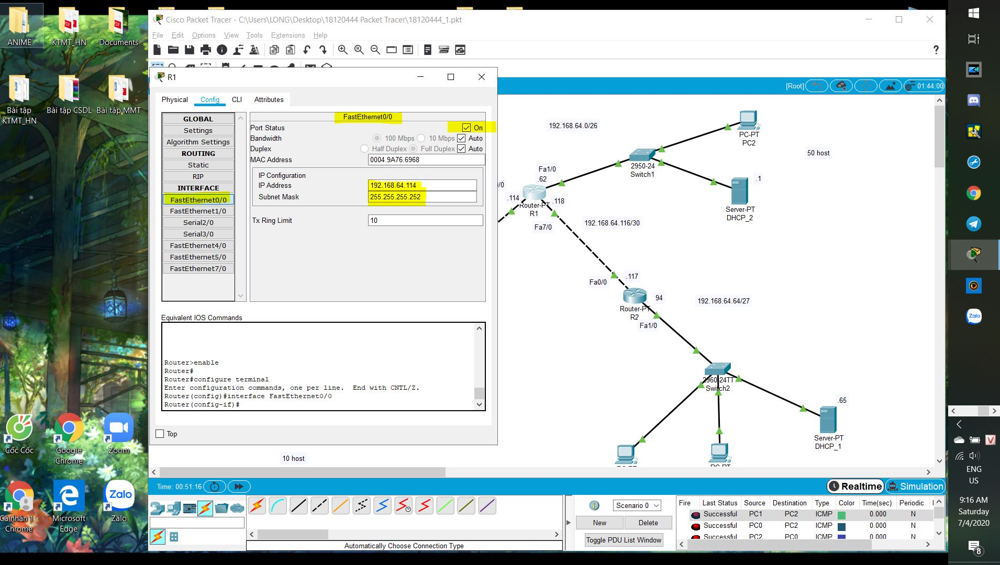 ANIME
KTMT_HN
Documents
Bài tập
KTMT_HN
Bài tập CSDL
Bài tập MMT
Cốc Cốc
Google
Chrome
Zoom
Cá nhân 1 -
Chrome
Microsoft
Edge
Zalo
Zalo
Cisco Packet Tracer - C:\Users\LONG\Desktop\18120444 Packet Tracer\18120444_1.pkt
File Edit Options View Tools Extensions Help
?
[Root]
01:44:00
R1
Physical Config CLI Attributes
GLOBAL
Settings
Algorithm Settings
ROUTING
Static
RIP
INTERFACE
FastEthernet0/0
FastEthernet1/0
Serial2/0
Serial3/0
FastEthernet4/0
FastEthernet5/0
FastEthernet7/0
FastEthernet0/0
Port Status On
Bandwidth 100 Mbps 10 Mbps Auto
Duplex Half Duplex Full Duplex Auto
MAC Address 0004.9A76.6968
IP Configuration
IP Address 192.168.64.114
Subnet Mask 255.255.255.252
Tx Ring Limit 10
Equivalent IOS Commands
Router>enable
Router#
Router#configure terminal
Enter configuration commands, one per line. End with CNTL/Z.
Router(config)#interface FastEthernet0/0
Router(config-if)#
Top
192.168.64.0/26
PC-PT
PC2
50 host
2950-24
Switch1
Fa1/0
.62
/0
.114
Router-PT
R1
.118
Fa7/0
.1
Server-PT
DHCP_2
192.168.64.116/30
.117
Fa0/0
94
Router-PT
R2
Fa1/0
192.168.64.64/27
2960-24TT
Switch2
.65
Server-PT
DHCP_1
PC-PT
10 host
Time: 00:51:16
Realtime
Simulation
Automatically Choose Connection Type
Scenario 0
New
Delete
Toggle PDU List Window
Fire Last Status Source Destination Type Color Time(sec) Periodic
Successful PC1 PC2 ICMP 0.000 N
Successful PC0 PC2 ICMP 0.000 N
Successful PC2 PC0 ICMP 0.000 N
Zalo
V
ENG
US
9:16 AM
Saturday
7/4/2020
8